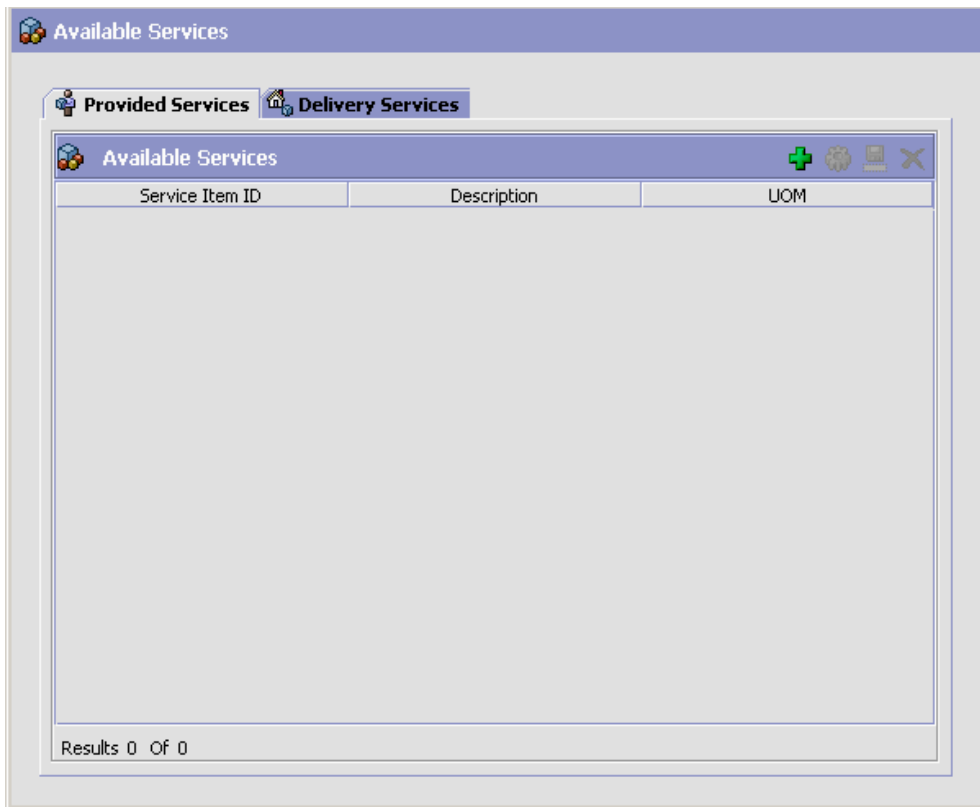 Available Services
Provided Services Delivery Services
Available Services
Service Item ID Description UOM
Results 0 Of 0